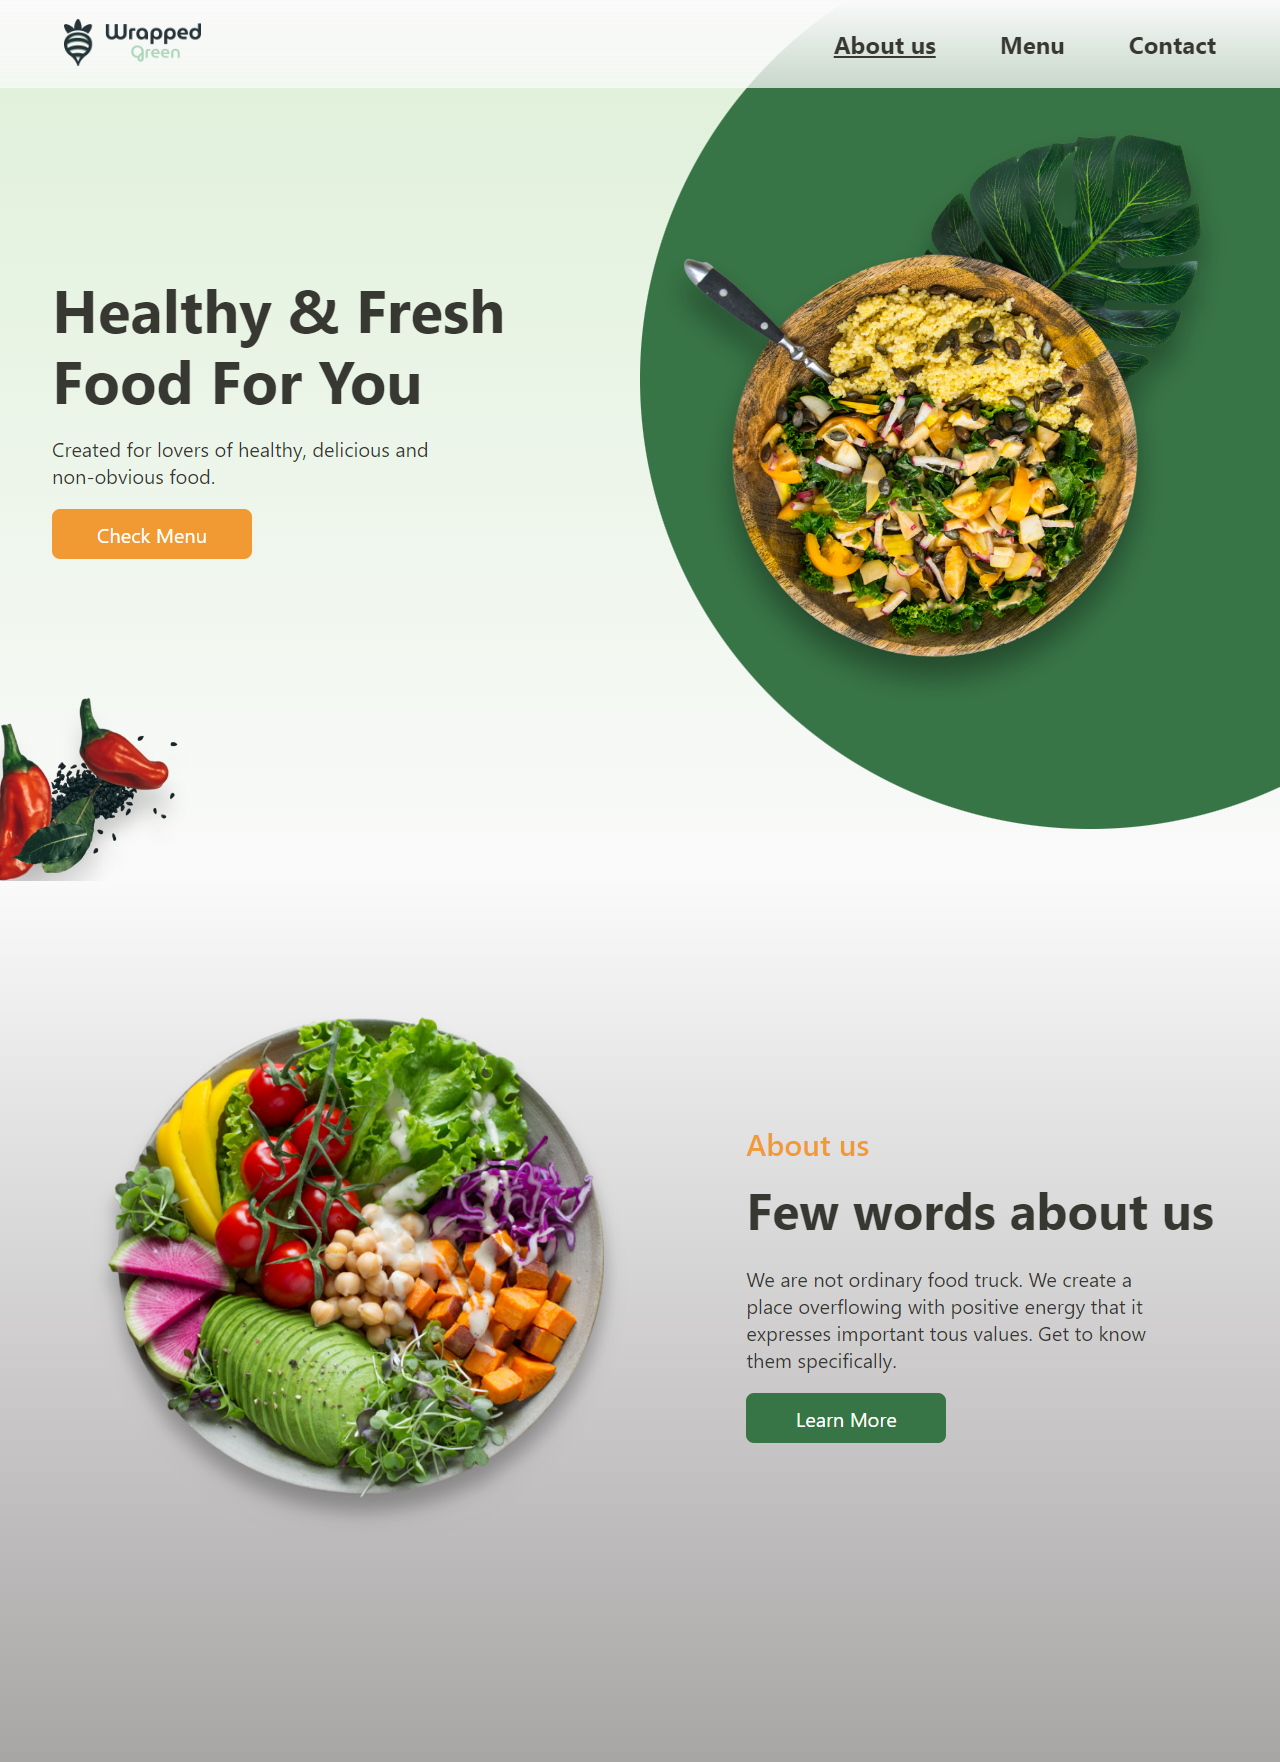 Wrapped
Green
About us Menu Contact
Healthy & Fresh
Food For You
Created for lovers of healthy, delicious and
non-obvious food.
Check Menu
About us
Few words about us
We are not ordinary food truck. We create a
place overflowing with positive energy that it
expresses important tous values. Get to know
them specifically.
Learn More